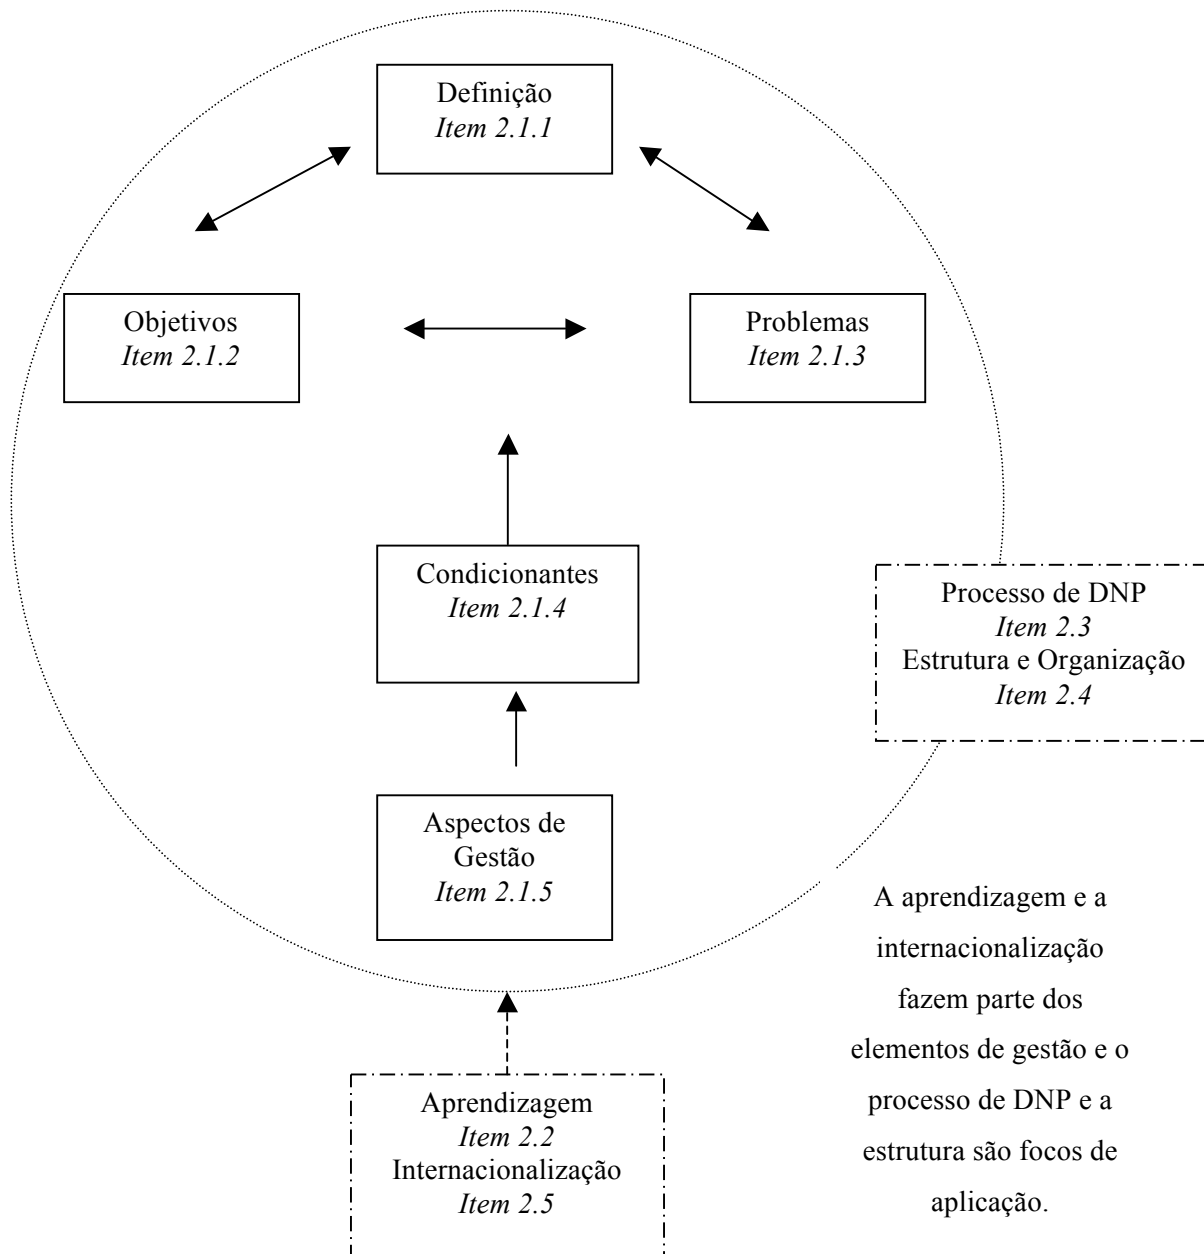 Definição
Item 2.1.1
Objetivos
Item 2.1.2
Problemas
Item 2.1.3
Condicionantes
Item 2.1.4
Processo de DNP
Item 2.3
Estrutura e Organização
Item 2.4
Aspectos de
Gestão
Item 2.1.5
A aprendizagem e a
internacionalização
fazem parte dos
elementos de gestão e o
processo de DNP e a
estrutura são focos de
aplicação.
Aprendizagem
Item 2.2
Internacionalização
Item 2.5